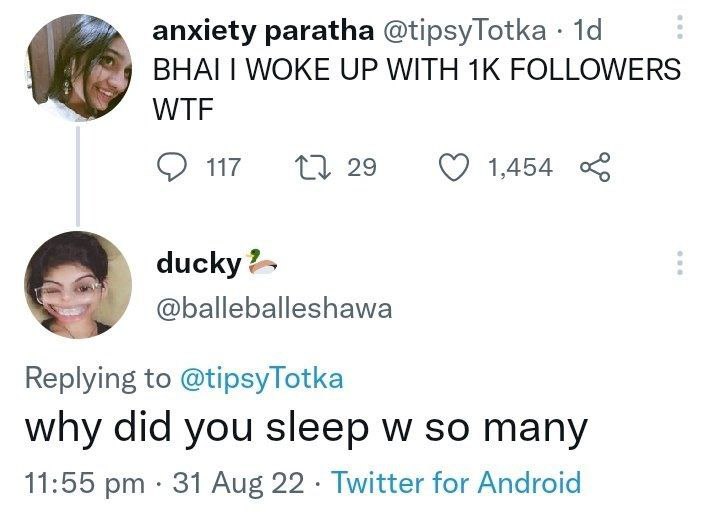 anxiety paratha @tipsyTotka · 1d
BHAI I WOKE UP WITH 1K FOLLOWERS
WTF
117 29 1,454
ducky🦆
@balleballeshawa
Replying to @tipsyTotka
why did you sleep w so many
11:55 pm · 31 Aug 22 · Twitter for Android